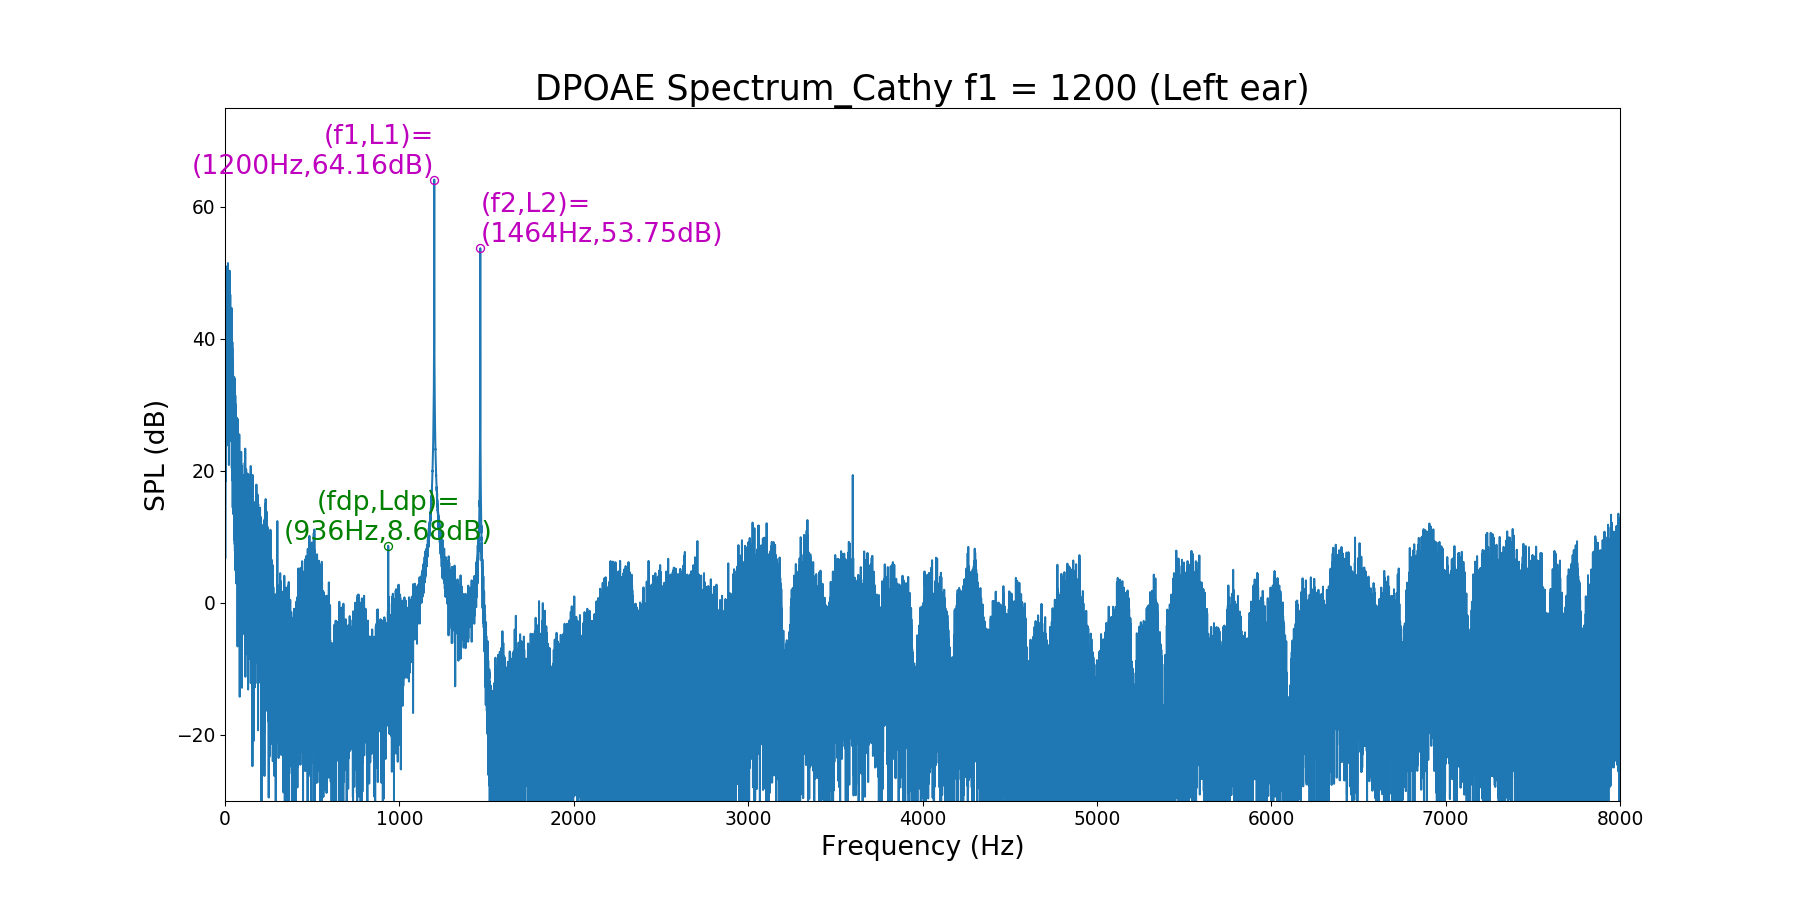 DPOAE Spectrum_Cathy f1 = 1200 (Left ear)
(f1,L1)=
(1200Hz,64.16dB)
(f2,L2)=
(1464Hz,53.75dB)
(fdp,Ldp)=
(936Hz,8.68dB)
SPL (dB)
60
40
20
0
−20
0 1000 2000 3000 4000 5000 6000 7000 8000
Frequency (Hz)